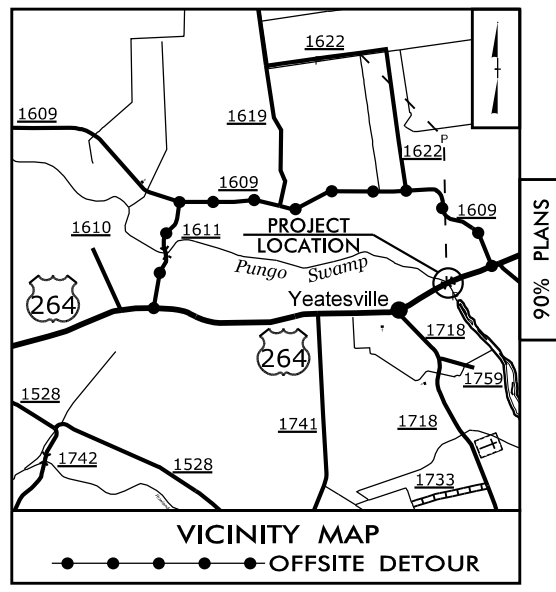 1622
1609
1619
1622
1609
1609
1610
1611
PROJECT
LOCATION
Pungo Swamp
264
Yeatesville
264
1718
1759
1528
1741
1718
1742
1528
1733
P
90% PLANS
VICINITY MAP
OFFSITE DETOUR